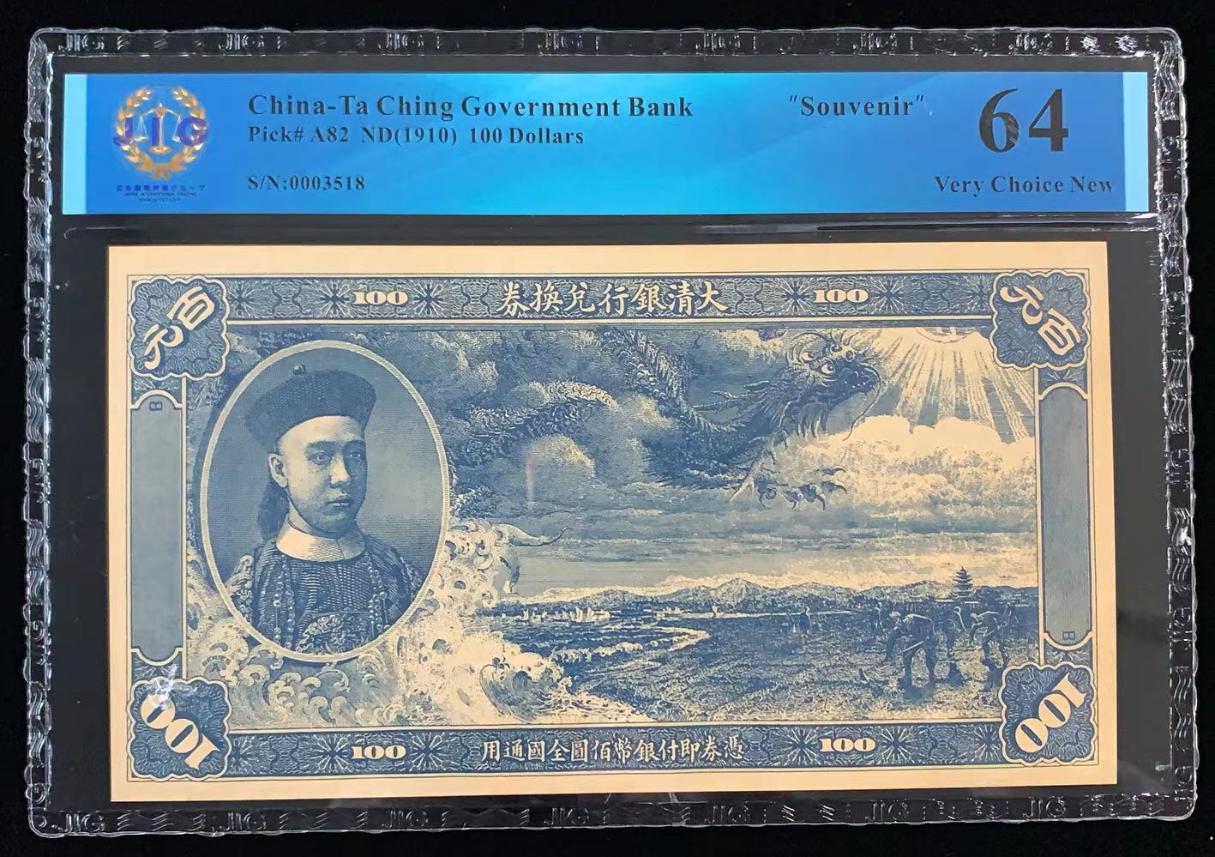 China-Ta Ching Government Bank
"Souvenir"
64
Pick# A82 ND(1910) 100 Dollars
S/N:0003518
Very Choice New
JIG
百元
100
大清銀行兌換券
100
百元
100
100
憑券即付銀幣佰圓全國通用
100
100